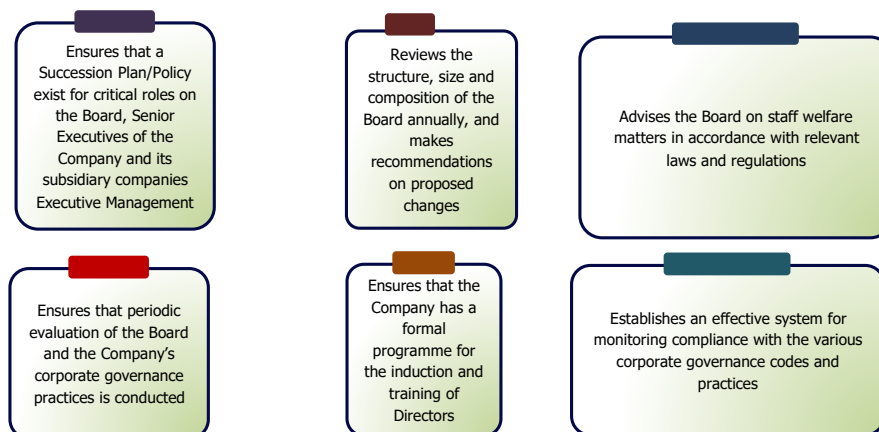 Ensures that a
Succession Plan/Policy
exist for critical roles on
the Board, Senior
Executives of the
Company and its
subsidiary companies
Executive Management
Reviews the
structure, size and
composition of the
Board annually, and
makes
recommendations
on proposed
changes
Advises the Board on staff welfare
matters in accordance with relevant
laws and regulations
Ensures that periodic
evaluation of the Board
and the Company’s
corporate governance
practices is conducted
Ensures that the
Company has a
formal
programme for
the induction and
training of
Directors
Establishes an effective system for
monitoring compliance with the various
corporate governance codes and
practices